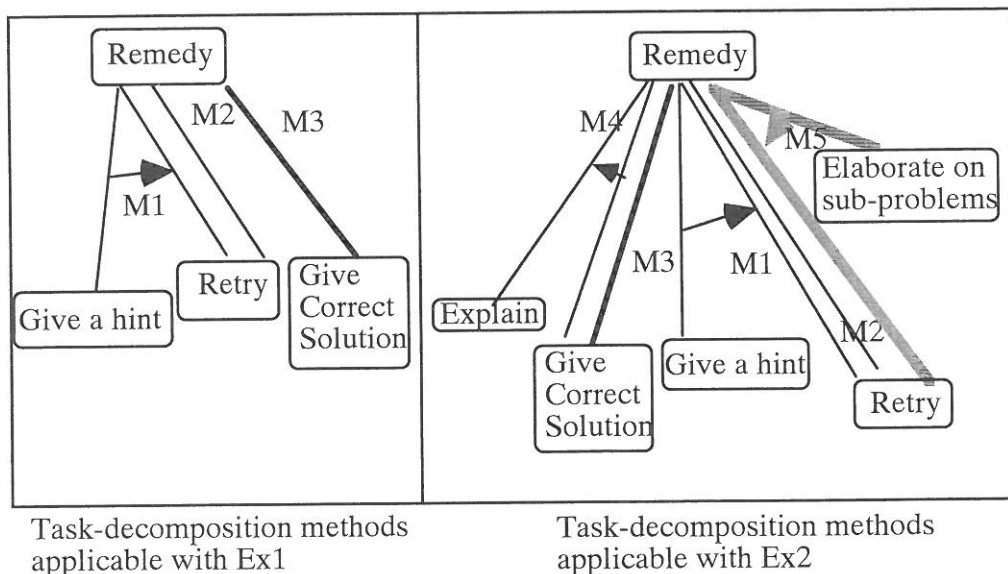 Remedy
M2
M3
M1
Give a hint
Retry
Give
Correct
Solution
Task-decomposition methods
applicable with Ex1
Remedy
M4
M5
Elaborate on
sub-problems
M3
M1
Explain
M2
Give
Correct
Solution
Give a hint
Retry
Task-decomposition methods
applicable with Ex2